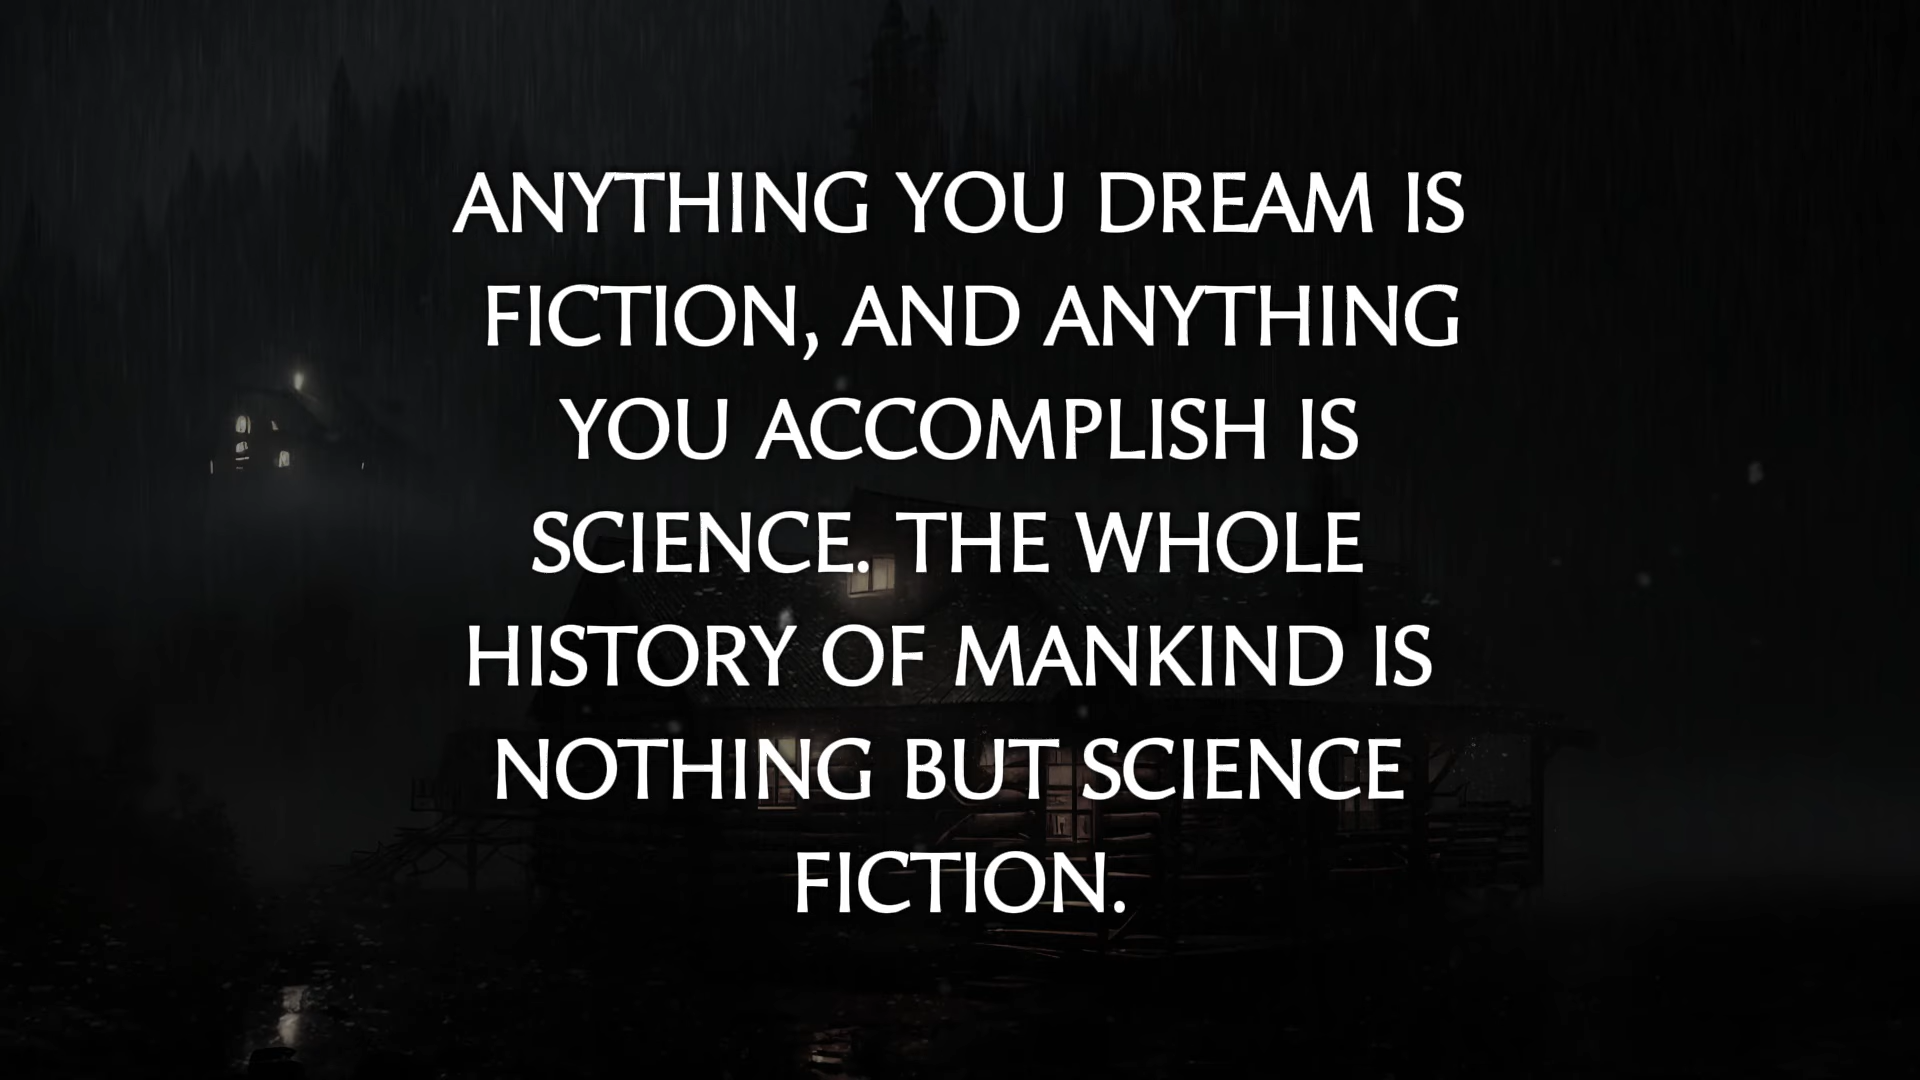 ANYTHING YOU DREAM IS
FICTION, AND ANYTHING
YOU ACCOMPLISH IS
SCIENCE. THE WHOLE
HISTORY OF MANKIND IS
NOTHING BUT SCIENCE
FICTION.